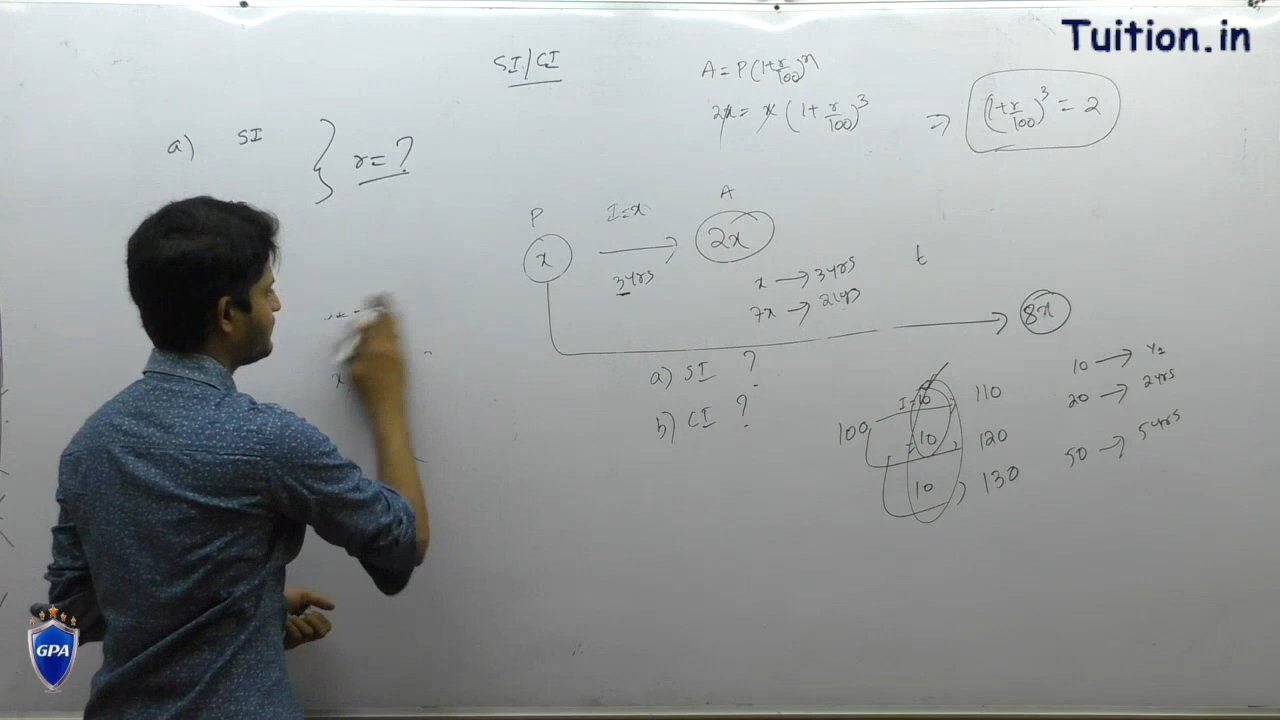 Tuition.in
SI/CI
A = P(1+r/100)^n
2x = x (1+r/100)^3
=> (1+r/100)^3 = 2
a) SI
} r = ?
P
I=x
A
x
3yrs
2x
x → 3yrs
7x → 21yrs
t
8x
a) SI ?
b) CI ?
100
I=10
110
10
120
10
130
10 → Yr
20 → 2yrs
50 → 5yrs
x
GPA